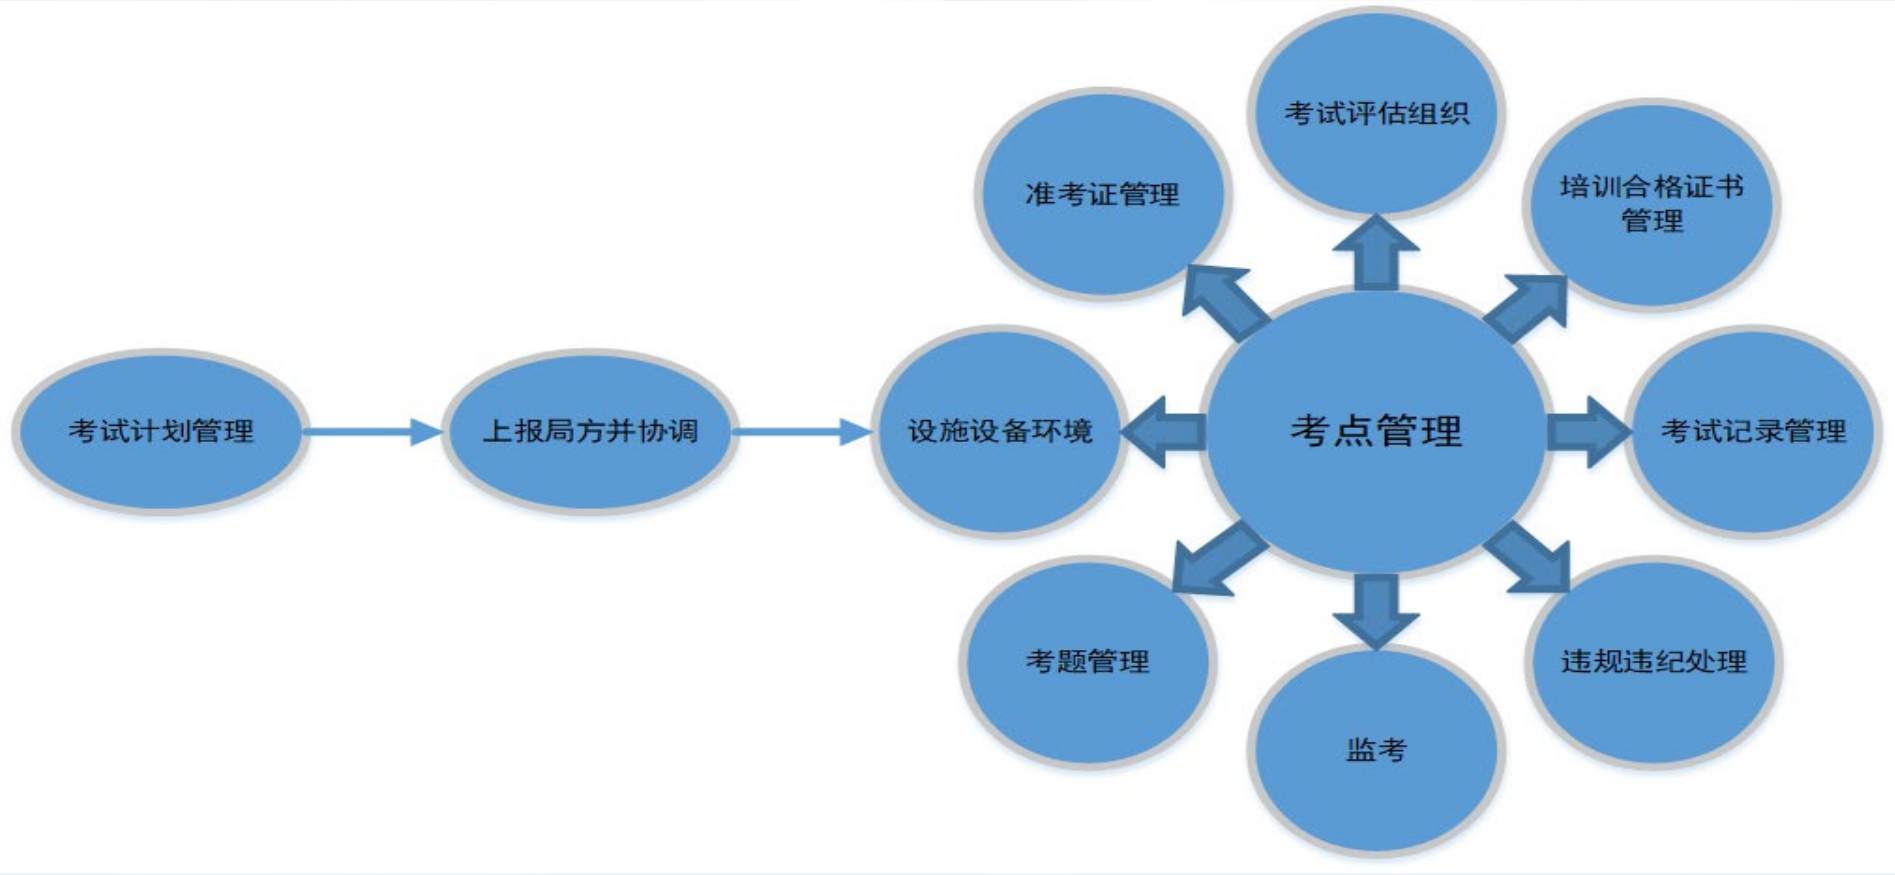 考试评估组织
准考证管理
培训合格证书
管理
考试计划管理
上报局方并协调
设施设备环境
考点管理
考试记录管理
考题管理
违规违纪处理
监考